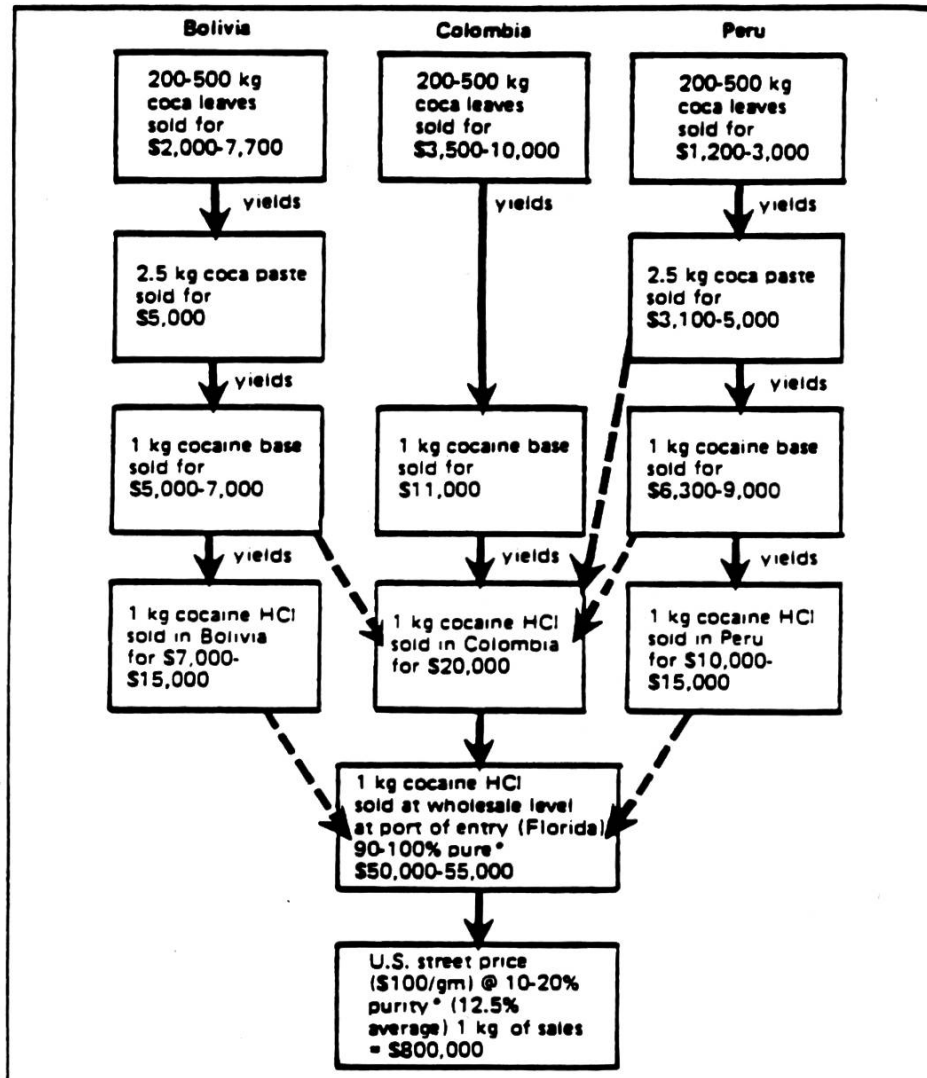 Bolivia
Colombia
Peru
200-500 kg
coca leaves
sold for
$2,000-7,700
200-500 kg
coca leaves
sold for
$3,500-10,000
200-500 kg
coca leaves
sold for
$1,200-3,000
yields
yields
yields
2.5 kg coca paste
sold for
$5,000
2.5 kg coca paste
sold for
$3,100-5,000
yields
yields
1 kg cocaine base
sold for
$5,000-7,000
1 kg cocaine base
sold for
$11,000
1 kg cocaine base
sold for
$6,300-9,000
yields
yields
yields
1 kg cocaine HCl
sold in Bolivia
for $7,000-
$15,000
1 kg cocaine HCl
sold in Colombia
for $20,000
1 kg cocaine HCl
sold in Peru
for $10,000-
$15,000
1 kg cocaine HCl
sold at wholesale level
at port of entry (Florida)
90-100% pure*
$50,000-55,000
U.S. street price
($100/gm) @ 10-20%
purity* (12.5%
average) 1 kg of sales
= $800,000